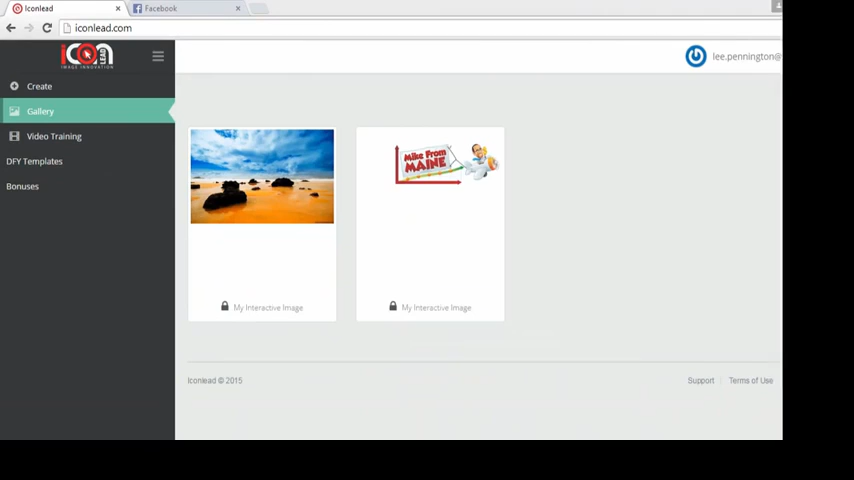 Iconlead
Facebook
iconlead.com
iCON LEAD
IMAGE INNOVATION
lee.pennington@
Create
Gallery
Video Training
DFY Templates
Bonuses
Mike From
MAINE
My Interactive Image
My Interactive Image
Iconlead © 2015
Support
Terms of Use